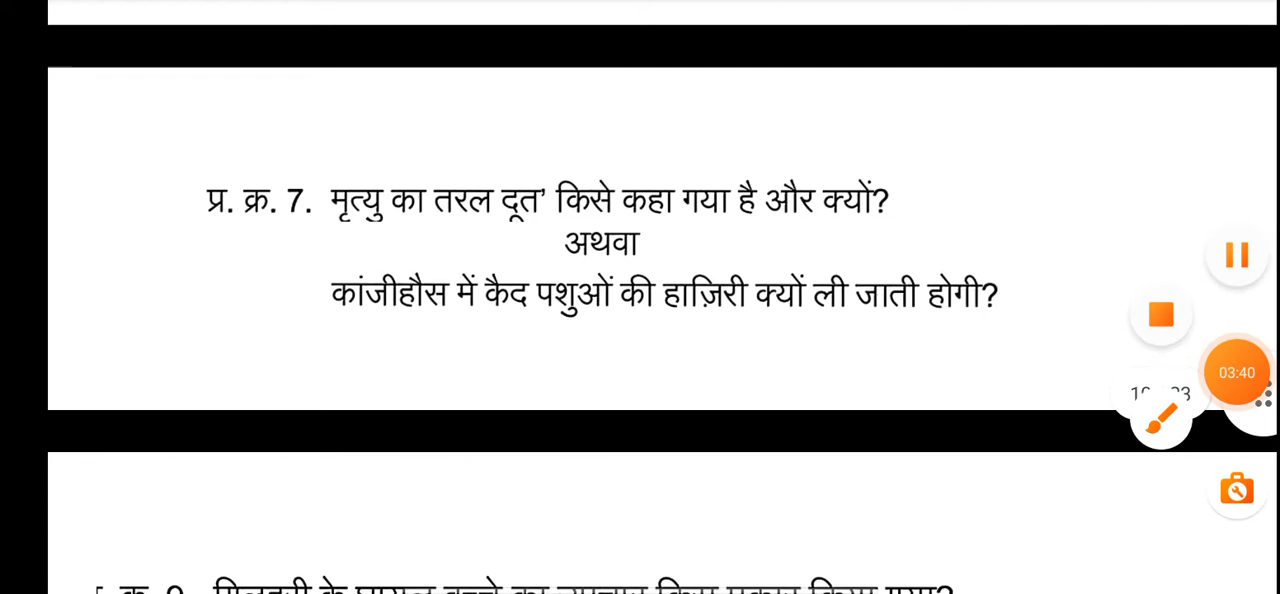 प्र. क्र. 7. मृत्यु का तरल दूत' किसे कहा गया है और क्यों?
अथवा
कांजीहौस में कैद पशुओं की हाज़िरी क्यों ली जाती होगी?
03:40